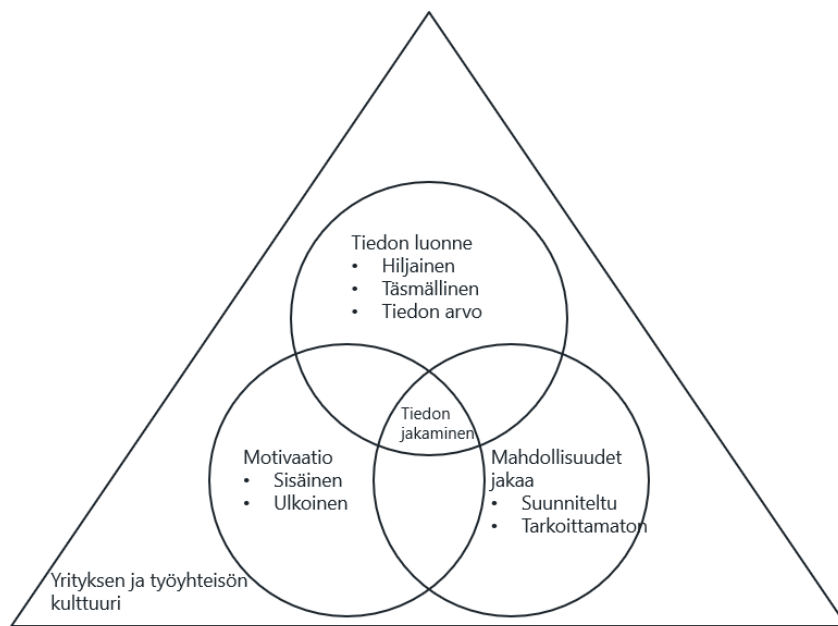 Tiedon luonne
• Hiljainen
• Täsmällinen
• Tiedon arvo
Tiedon
jakaminen
Motivaatio
• Sisäinen
• Ulkoinen
Mahdollisuudet
jakaa
• Suunniteltu
• Tarkoittamaton
Yrityksen ja työyhteisön
kulttuuri